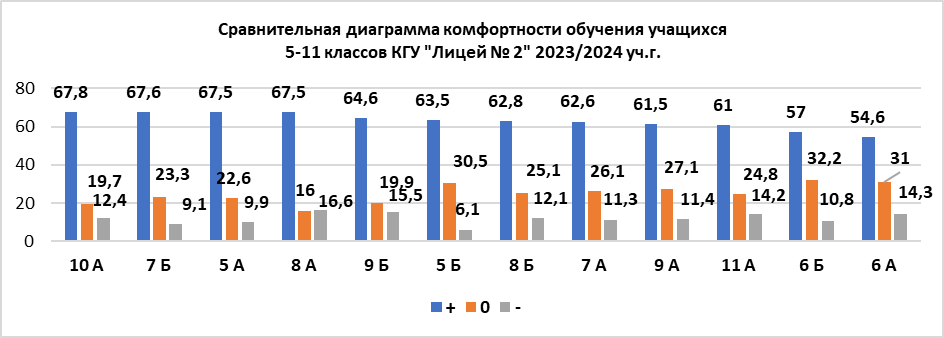 Сравнительная диаграмма комфортности обучения учащихся
5-11 классов КГУ "Лицей № 2" 2023/2024 уч.г.
80
60
40
20
0
67,8 67,6 67,5 67,5 64,6 63,5 62,8 62,6 61,5 61 57 54,6
19,7 23,3 22,6 16 19,9 30,5 25,1 26,1 27,1 24,8 32,2 31
12,4 9,1 9,9 16,6 15,5 6,1 12,1 11,3 11,4 14,2 10,8 14,3
10 А 7 Б 5 А 8 А 9 Б 5 Б 8 Б 7 А 9 А 11 А 6 Б 6 А
+ 0 -